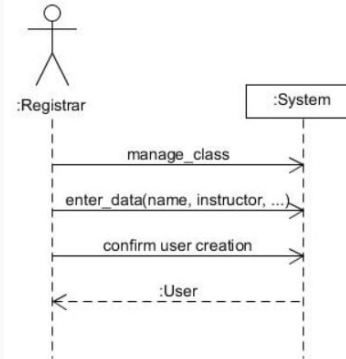 :Registrar
:System
manage_class
enter_data(name, instructor, ...)
confirm user creation
:User